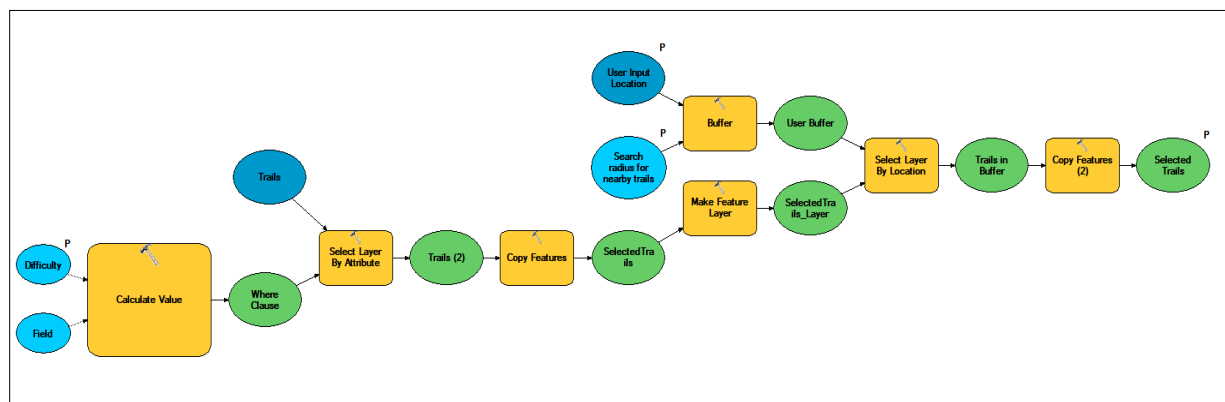 P
User Input
Location
Buffer
User Buffer
P
Search
radius for
nearby trails
Select Layer
By Location
Trails in
Buffer
Copy Features
(2)
P
Selected
Trails
Trails
Make Feature
Layer
SelectedTra
ils_Layer
P
Difficulty
Field
Calculate Value
Where
Clause
Select Layer
By Attribute
Trails (2)
Copy Features
SelectedTra
ils